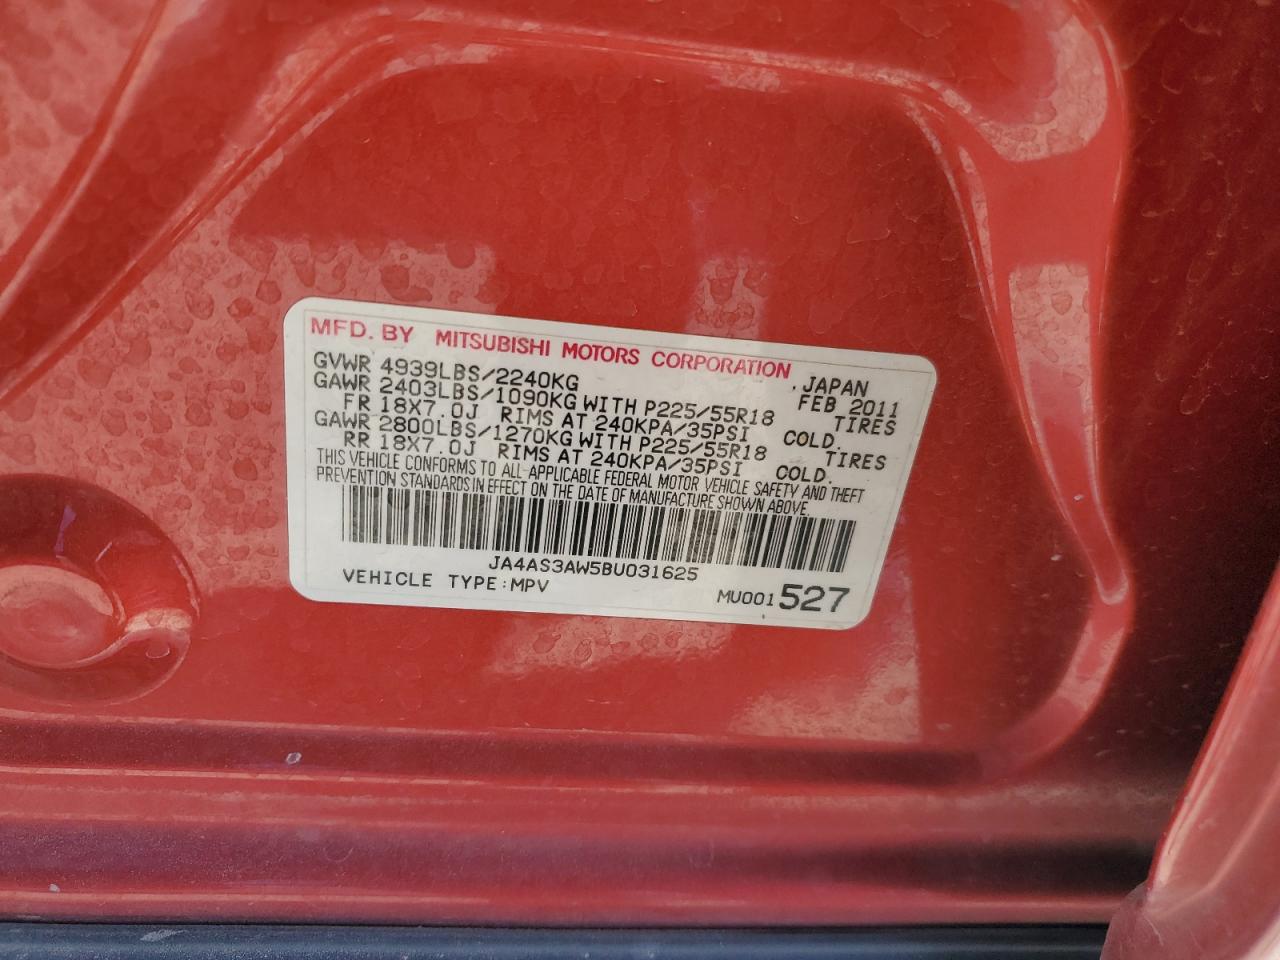 MFD. BY MITSUBISHI MOTORS CORPORATION
GVWR 4939LBS/2240KG , JAPAN
GAWR 2403LBS/1090KG WITH P225/55R18 FEB 2011
FR 18X7.0J RIMS AT 240KPA/35PSI COLD. TIRES
GAWR 2800LBS/1270KG WITH P225/55R18 TIRES
RR 18X7.0J RIMS AT 240KPA/35PSI COLD.
THIS VEHICLE CONFORMS TO ALL APPLICABLE FEDERAL MOTOR VEHICLE SAFETY AND THEFT
PREVENTION STANDARDS IN EFFECT ON THE DATE OF MANUFACTURE SHOWN ABOVE.
JA4AS3AW5BU031625
VEHICLE TYPE:MPV MU001 527